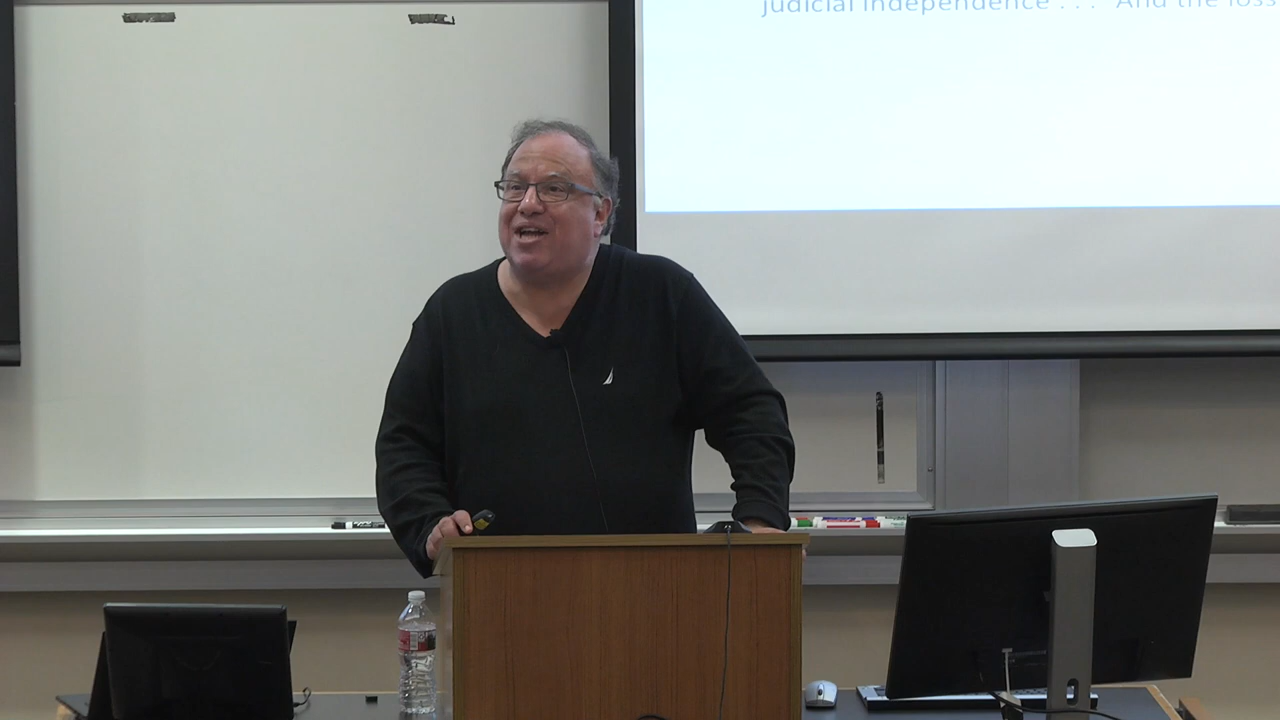 judicial independence . . . And the loss